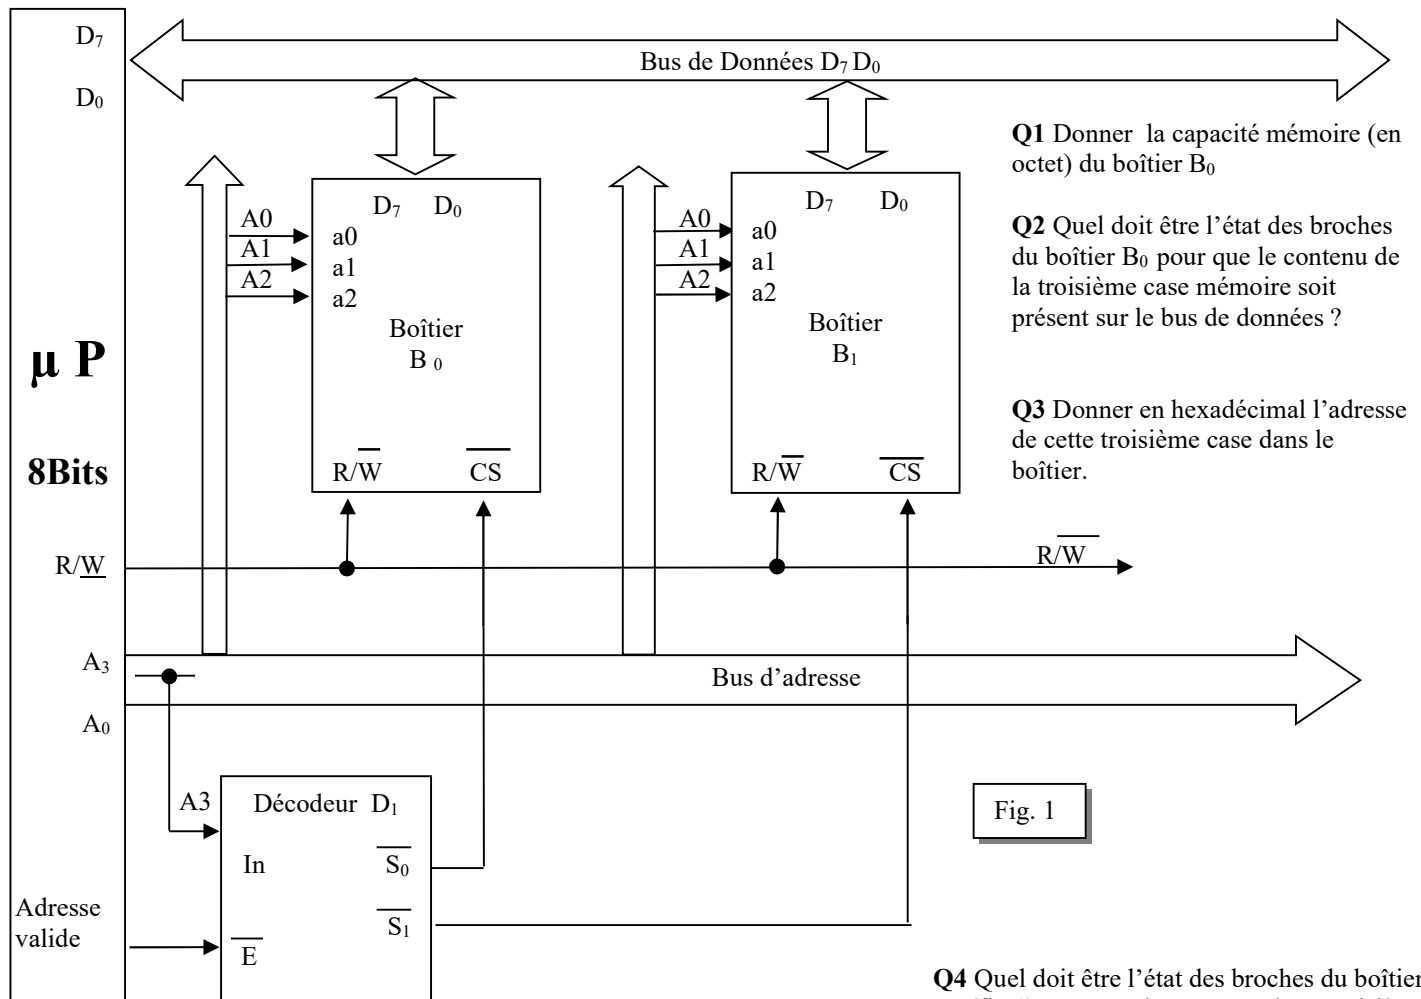 D7
D0
Bus de Données D7 D0
Q1 Donner la capacité mémoire (en
octet) du boîtier B0
Q2 Quel doit être l'état des broches
du boîtier B0 pour que le contenu de
la troisième case mémoire soit
présent sur le bus de données ?
Q3 Donner en hexadécimal l'adresse
de cette troisième case dans le
boîtier.
A0
A1
A2
D7 D0
a0
a1
a2
Boîtier
B 0
R/W CS
A0
A1
A2
D7 D0
a0
a1
a2
Boîtier
B1
R/W CS
µ P
8Bits
R/W
R/W
A3
A0
Bus d'adresse
A3
Décodeur D1
In
S0
S1
E
Adresse
valide
Fig. 1
Q4 Quel doit être l'état des broches du boîtier